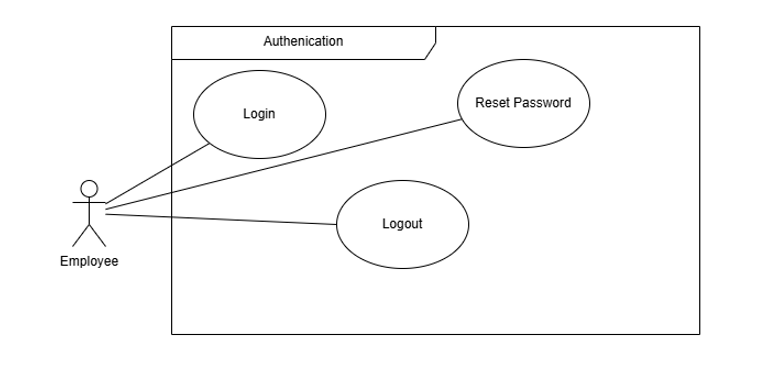 Authenication
Login
Reset Password
Logout
Employee